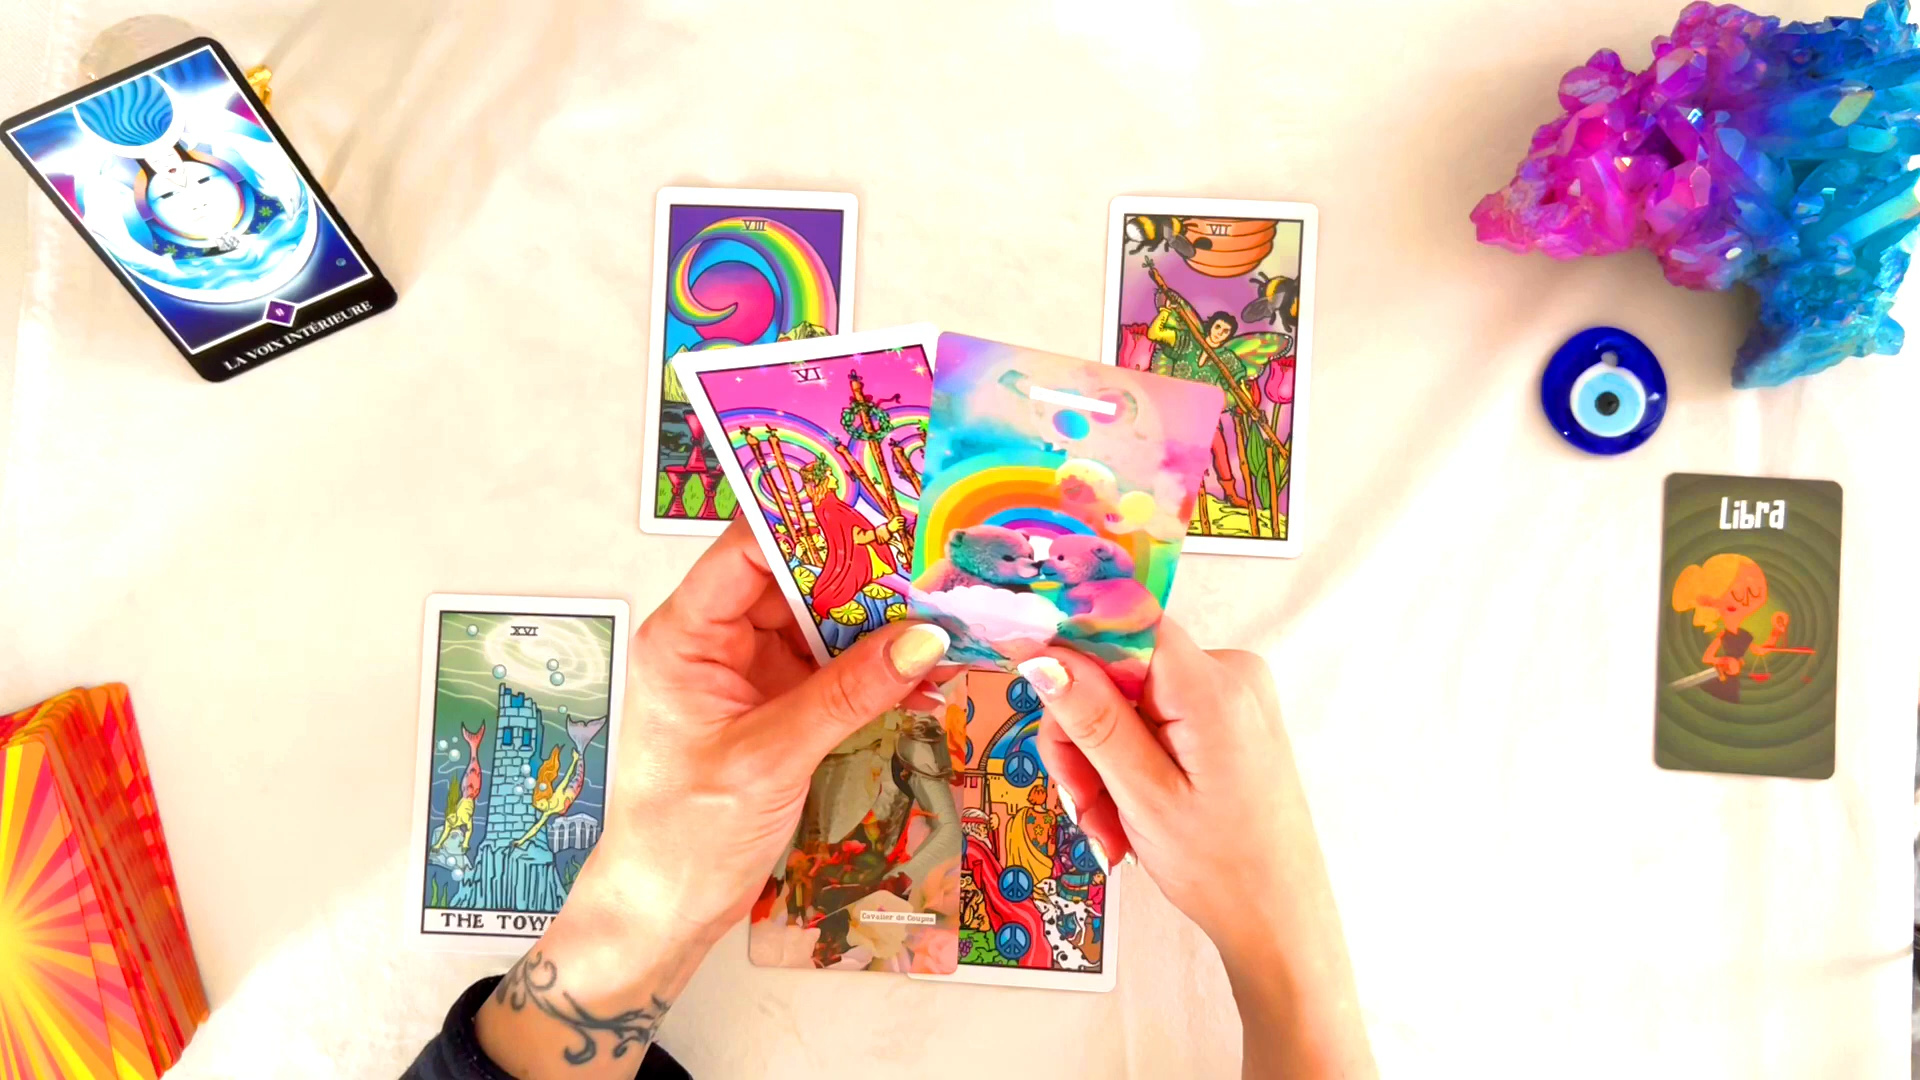 LA VOIX INTÉRIEURE
VIII
VII
VI
Libra
XVI
THE TOW
Cavalier de Coupes